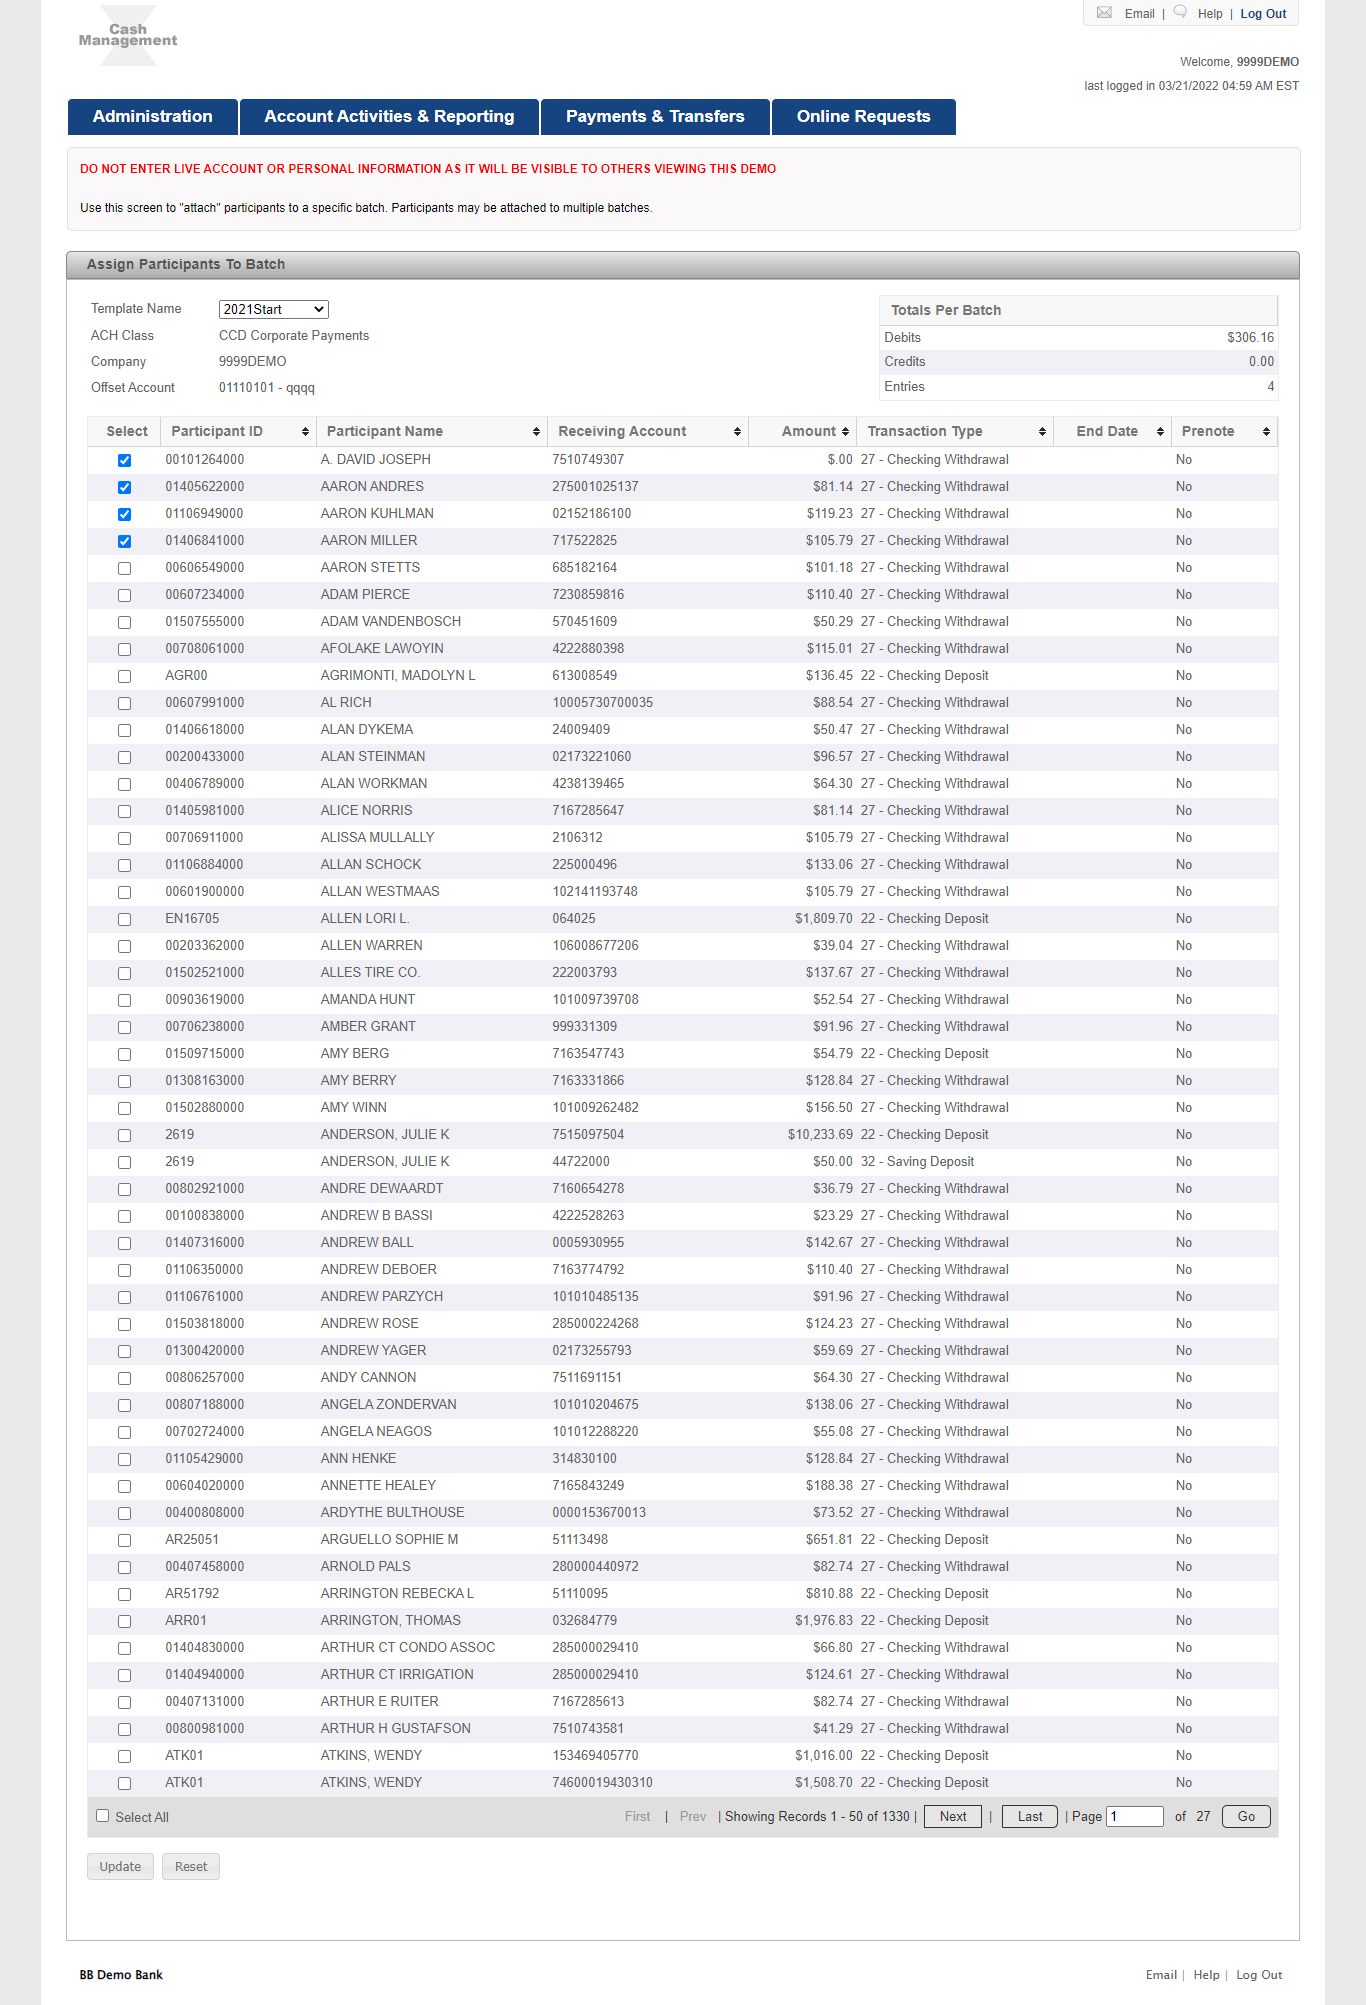 Cash
Management
Email | Help | Log Out
Welcome, 9999DEMO
last logged in 03/21/2022 04:59 AM EST
Administration Account Activities & Reporting Payments & Transfers Online Requests
DO NOT ENTER LIVE ACCOUNT OR PERSONAL INFORMATION AS IT WILL BE VISIBLE TO OTHERS VIEWING THIS DEMO
Use this screen to "attach" participants to a specific batch. Participants may be attached to multiple batches.
Assign Participants To Batch
Template Name 2021Start
ACH Class CCD Corporate Payments
Company 9999DEMO
Offset Account 01110101 - qqqq
Totals Per Batch
Debits $306.16
Credits 0.00
Entries 4
Select Participant ID Participant Name Receiving Account Amount Transaction Type End Date Prenote
00101264000 A. DAVID JOSEPH 7510749307 $.00 27 - Checking Withdrawal No
01405622000 AARON ANDRES 275001025137 $81.14 27 - Checking Withdrawal No
01106949000 AARON KUHLMAN 02152186100 $119.23 27 - Checking Withdrawal No
01406841000 AARON MILLER 717522825 $105.79 27 - Checking Withdrawal No
00606549000 AARON STETTS 685182164 $101.18 27 - Checking Withdrawal No
00607234000 ADAM PIERCE 7230859816 $110.40 27 - Checking Withdrawal No
01507555000 ADAM VANDENBOSCH 570451609 $50.29 27 - Checking Withdrawal No
00708061000 AFOLAKE LAWOYIN 4222880398 $115.01 27 - Checking Withdrawal No
AGR00 AGRIMONTI, MADOLYN L 613008549 $136.45 22 - Checking Deposit No
00607991000 AL RICH 10005730700035 $88.54 27 - Checking Withdrawal No
01406618000 ALAN DYKEMA 24009409 $50.47 27 - Checking Withdrawal No
00200433000 ALAN STEINMAN 02173221060 $96.57 27 - Checking Withdrawal No
00406789000 ALAN WORKMAN 4238139465 $64.30 27 - Checking Withdrawal No
01405981000 ALICE NORRIS 7167285647 $81.14 27 - Checking Withdrawal No
00706911000 ALISSA MULLALLY 2106312 $105.79 27 - Checking Withdrawal No
01106884000 ALLAN SCHOCK 225000496 $133.06 27 - Checking Withdrawal No
00601900000 ALLAN WESTMAAS 102141193748 $105.79 27 - Checking Withdrawal No
EN16705 ALLEN LORI L. 064025 $1,809.70 22 - Checking Deposit No
00203362000 ALLEN WARREN 106008677206 $39.04 27 - Checking Withdrawal No
01502521000 ALLES TIRE CO. 222003793 $137.67 27 - Checking Withdrawal No
00903619000 AMANDA HUNT 101009739708 $52.54 27 - Checking Withdrawal No
00706238000 AMBER GRANT 999331309 $91.96 27 - Checking Withdrawal No
01509715000 AMY BERG 7163547743 $54.79 22 - Checking Deposit No
01308163000 AMY BERRY 7163331866 $128.84 27 - Checking Withdrawal No
01502880000 AMY WINN 101009262482 $156.50 27 - Checking Withdrawal No
2619 ANDERSON, JULIE K 7515097504 $10,233.69 22 - Checking Deposit No
2619 ANDERSON, JULIE K 44722000 $50.00 32 - Saving Deposit No
00802921000 ANDRE DEWAARDT 7160654278 $36.79 27 - Checking Withdrawal No
00100838000 ANDREW B BASSI 4222528263 $23.29 27 - Checking Withdrawal No
01407316000 ANDREW BALL 0005930955 $142.67 27 - Checking Withdrawal No
01106350000 ANDREW DEBOER 7163774792 $110.40 27 - Checking Withdrawal No
01106761000 ANDREW PARZYCH 101010485135 $91.96 27 - Checking Withdrawal No
01503818000 ANDREW ROSE 285000224268 $124.23 27 - Checking Withdrawal No
01300420000 ANDREW YAGER 02173255793 $59.69 27 - Checking Withdrawal No
00806257000 ANDY CANNON 7511691151 $64.30 27 - Checking Withdrawal No
00807188000 ANGELA ZONDERVAN 101010204675 $138.06 27 - Checking Withdrawal No
00702724000 ANGELA NEAGOS 101012288220 $55.08 27 - Checking Withdrawal No
01105429000 ANN HENKE 314830100 $128.84 27 - Checking Withdrawal No
00604020000 ANNETTE HEALEY 7165843249 $188.38 27 - Checking Withdrawal No
00400808000 ARDYTHE BULTHOUSE 0000153670013 $73.52 27 - Checking Withdrawal No
AR25051 ARGUELLO SOPHIE M 51113498 $651.81 22 - Checking Deposit No
00407458000 ARNOLD PALS 280000440972 $82.74 27 - Checking Withdrawal No
AR51792 ARRINGTON REBECKA L 51110095 $810.88 22 - Checking Deposit No
ARR01 ARRINGTON, THOMAS 032684779 $1,976.83 22 - Checking Deposit No
01404830000 ARTHUR CT CONDO ASSOC 285000029410 $66.80 27 - Checking Withdrawal No
01404940000 ARTHUR CT IRRIGATION 285000029410 $124.61 27 - Checking Withdrawal No
00407131000 ARTHUR E RUITER 7167285613 $82.74 27 - Checking Withdrawal No
00800981000 ARTHUR H GUSTAFSON 7510743581 $41.29 27 - Checking Withdrawal No
ATK01 ATKINS, WENDY 153469405770 $1,016.00 22 - Checking Deposit No
ATK01 ATKINS, WENDY 74600019430310 $1,508.70 22 - Checking Deposit No
Select All First | Prev | Showing Records 1 - 50 of 1330 | Next | Last | Page 1 of 27 Go
Update Reset
BB Demo Bank Email | Help | Log Out